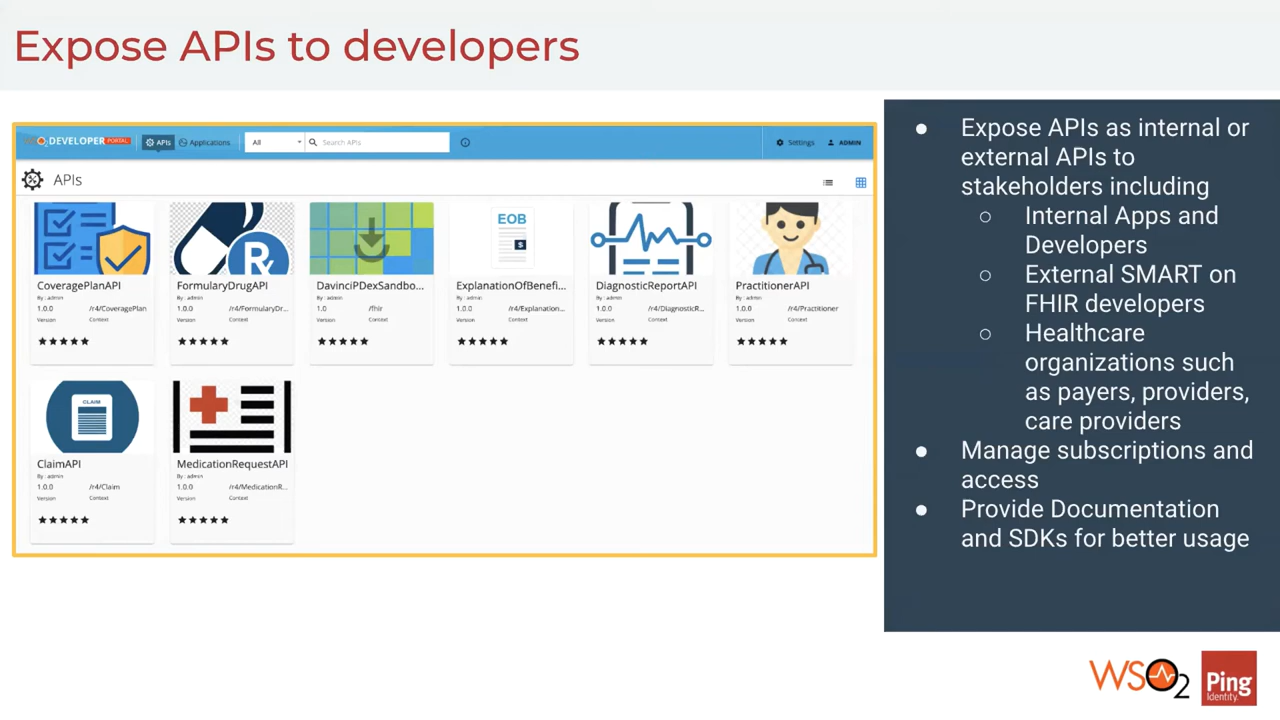 Expose APIs to developers
WSO2 DEVELOPER PORTAL APIs Applications All Search APIs Settings ADMIN
APIs
CoveragePlanAPI
By : admin
1.0.0 /r4/CoveragePlan
Version Context
FormularyDrugAPI
By : admin
1.0.0 /r4/FormularyDr...
Version Context
DavinciPDexSandbo...
By : admin
1.0 /fhir
Version Context
EOB
$
ExplanationOfBenefi...
By : admin
1.0.0 /r4/Explanation...
Version Context
DiagnosticReportAPI
By : admin
1.0.0 /r4/DiagnosticR...
Version Context
PractitionerAPI
By : admin
1.0.0 /r4/Practitioner
Version Context
CLAIM
ClaimAPI
By : admin
1.0.0 /r4/Claim
Version Context
MedicationRequestAPI
By : admin
1.0.0 /r4/MedicationR...
Version Context
● Expose APIs as internal or
external APIs to
stakeholders including
○ Internal Apps and
Developers
○ External SMART on
FHIR developers
○ Healthcare
organizations such
as payers, providers,
care providers
● Manage subscriptions and
access
● Provide Documentation
and SDKs for better usage
WSO2
Ping
Identity.